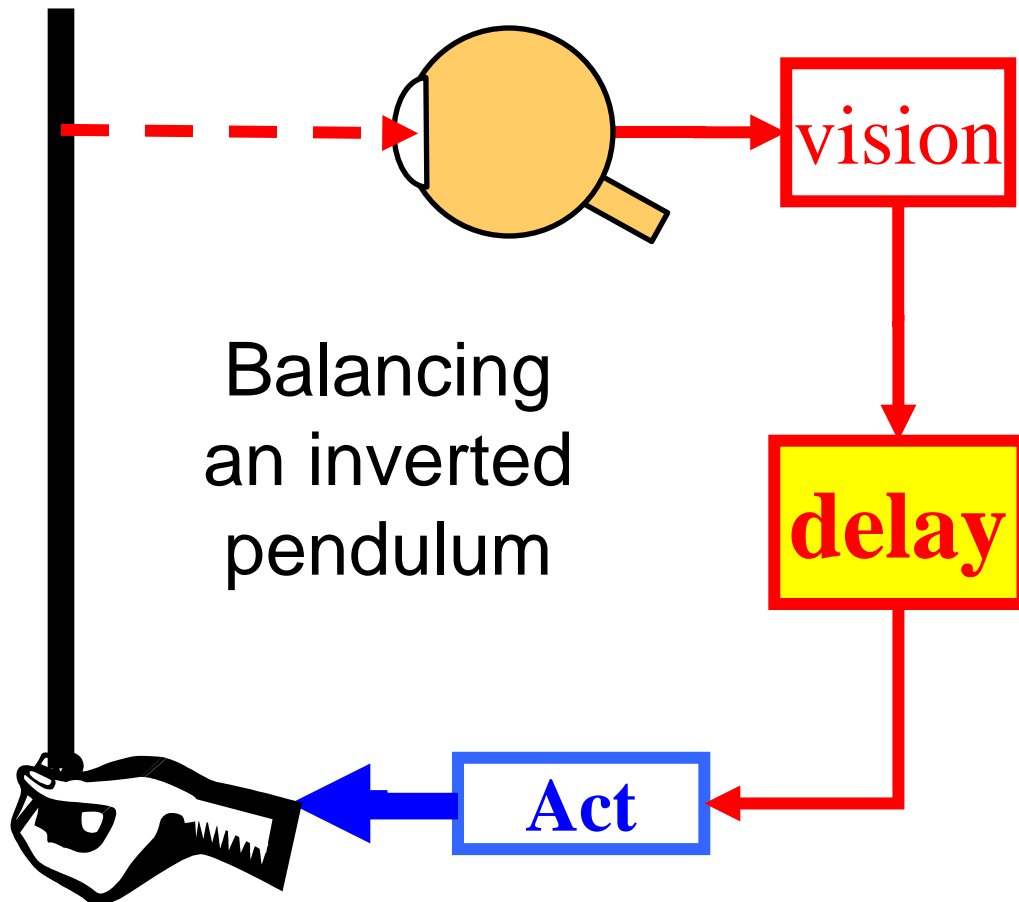 vision
Balancing
an inverted
pendulum
delay
Act